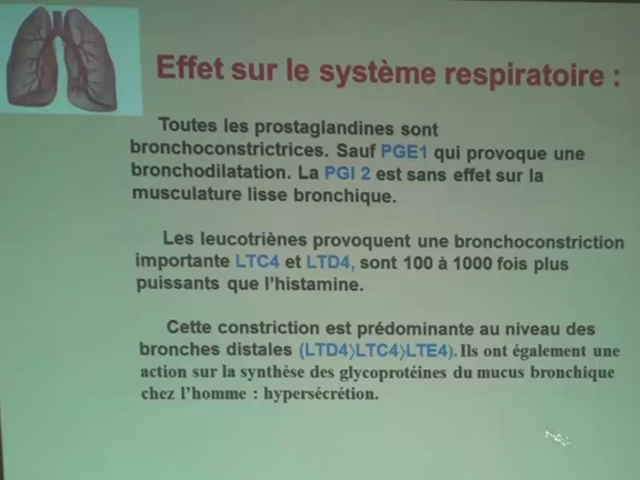 Effet sur le système respiratoire :
Toutes les prostaglandines sont
bronchoconstrictrices. Sauf PGE1 qui provoque une
bronchodilatation. La PGI 2 est sans effet sur la
musculature lisse bronchique.
Les leucotriènes provoquent une bronchoconstriction
importante LTC4 et LTD4, sont 100 à 1000 fois plus
puissants que l'histamine.
Cette constriction est prédominante au niveau des
bronches distales (LTD4〉LTC4〉LTE4). Ils ont également une
action sur la synthèse des glycoprotéines du mucus bronchique
chez l'homme : hypersécrétion.